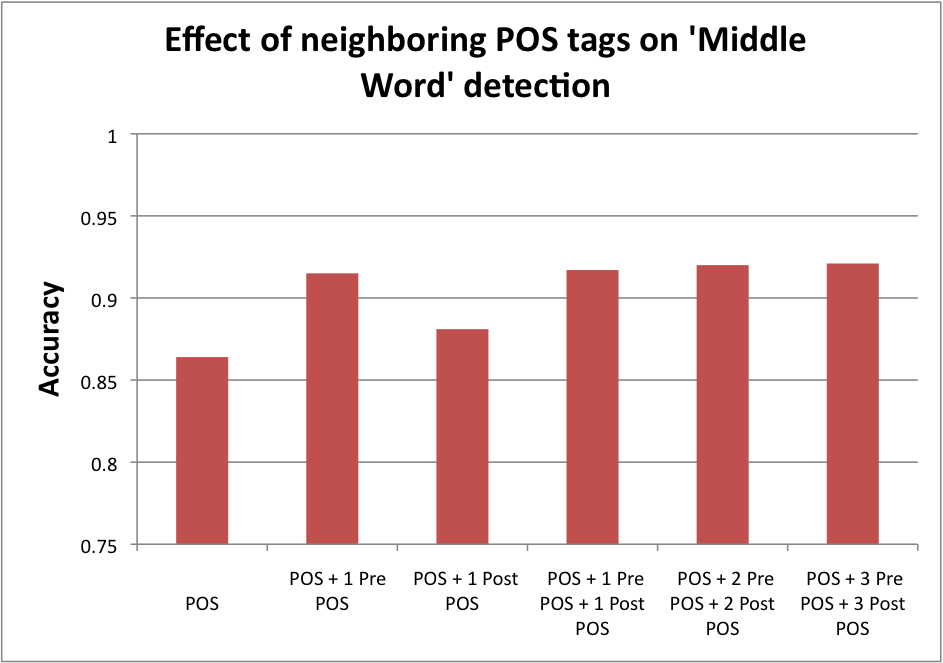 Effect of neighboring POS tags on 'Middle
Word' detection
Accuracy
1
0.95
0.9
0.85
0.8
0.75
POS
POS + 1 Pre
POS
POS + 1 Post
POS
POS + 1 Pre
POS + 1 Post
POS
POS + 2 Pre
POS + 2 Post
POS
POS + 3 Pre
POS + 3 Post
POS